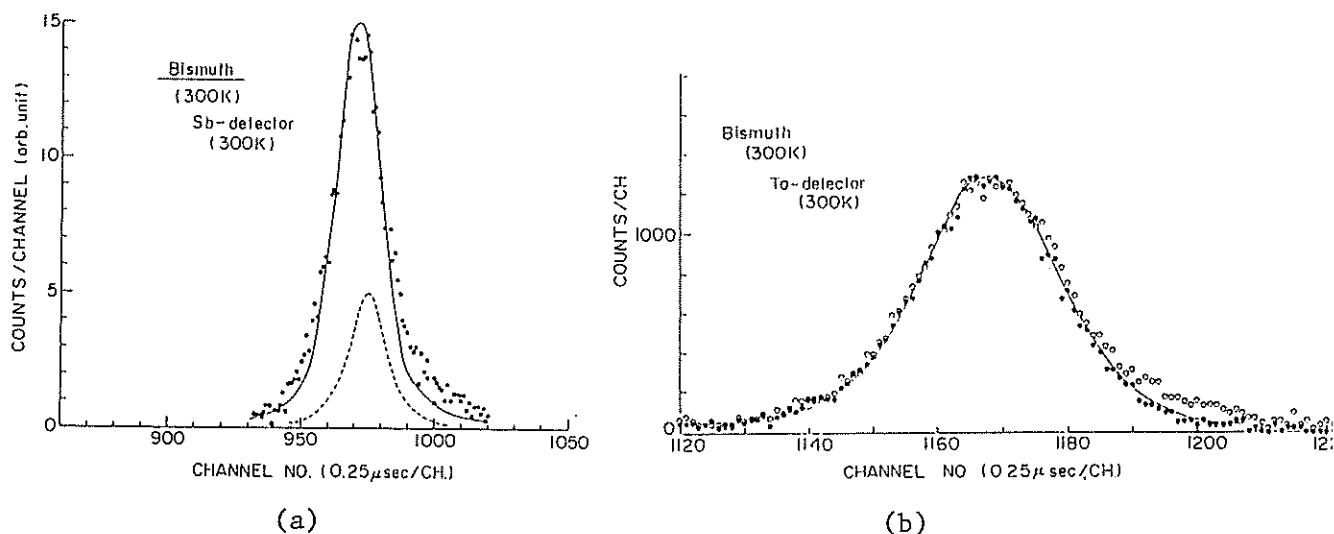 COUNTS/CHANNEL (arb.unit)
15
10
5
0
Bismuth
(300K)
Sb-detector
(300K)
900
950
1000
1050
CHANNEL NO. (0.25μsec/CH.)
(a)
COUNTS/CH
1000
0
Bismuth
(300K)
Ta-detector
(300K)
1120
1140
1160
1180
1200
122
CHANNEL NO (0.25μsec/CH.)
(b)